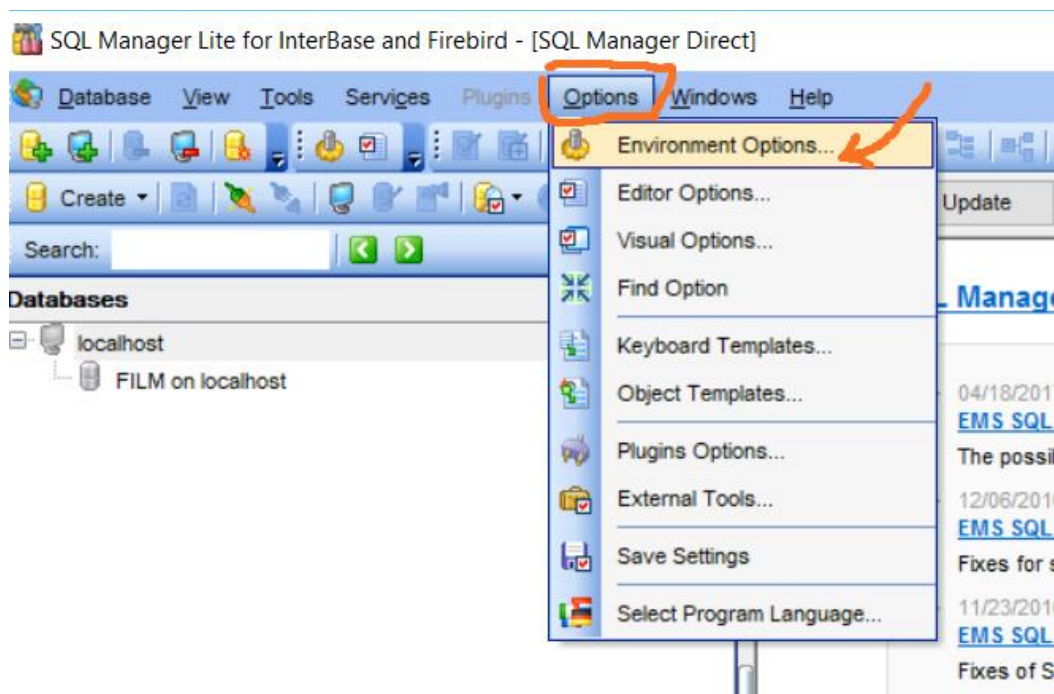 SQL Manager Lite for InterBase and Firebird - [SQL Manager Direct]
Database View Tools Services Plugins Options Windows Help
Environment Options...
Create
Editor Options...
Update
Search:
Visual Options...
Databases
Find Option
Manag
localhost
Keyboard Templates...
FILM on localhost
Object Templates...
04/18/201
EMS SQL
Plugins Options...
The possi
External Tools...
12/06/201
EMS SQL
Save Settings
Fixes for s
Select Program Language...
11/23/201
EMS SQL
Fixes of S